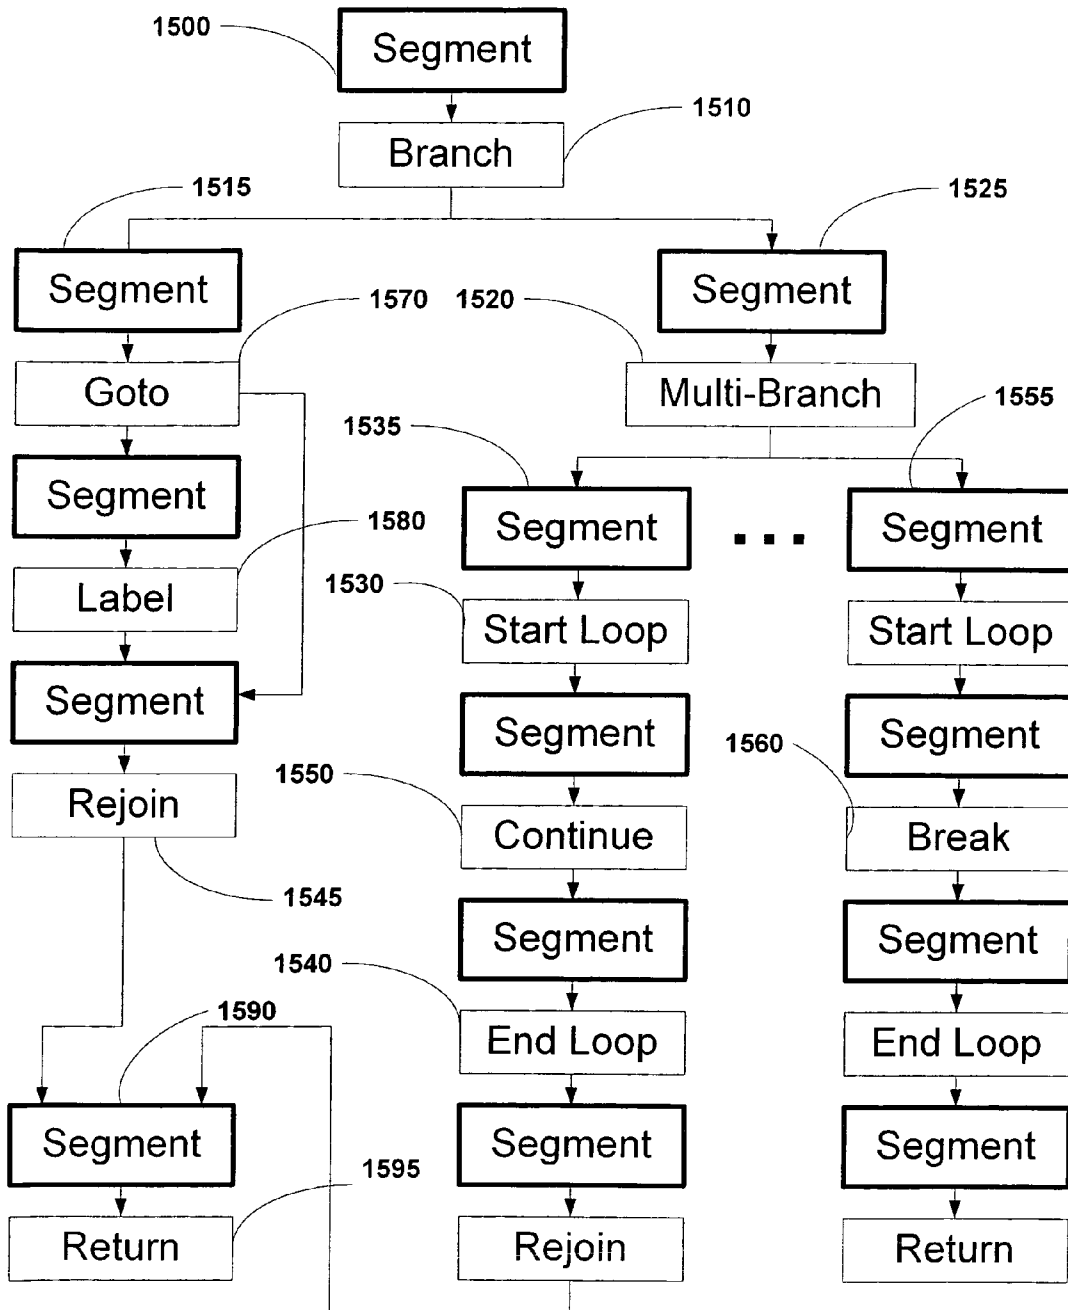 1500
Segment
1510
Branch
1515
1525
Segment
Segment
1570
1520
Goto
Multi-Branch
1555
1535
Segment
Segment
...
Segment
1580
1530
Label
Start Loop
Start Loop
Segment
Segment
Segment
1560
1550
Rejoin
Continue
Break
1545
Segment
Segment
1540
1590
End Loop
End Loop
Segment
Segment
Segment
1595
Return
Rejoin
Return